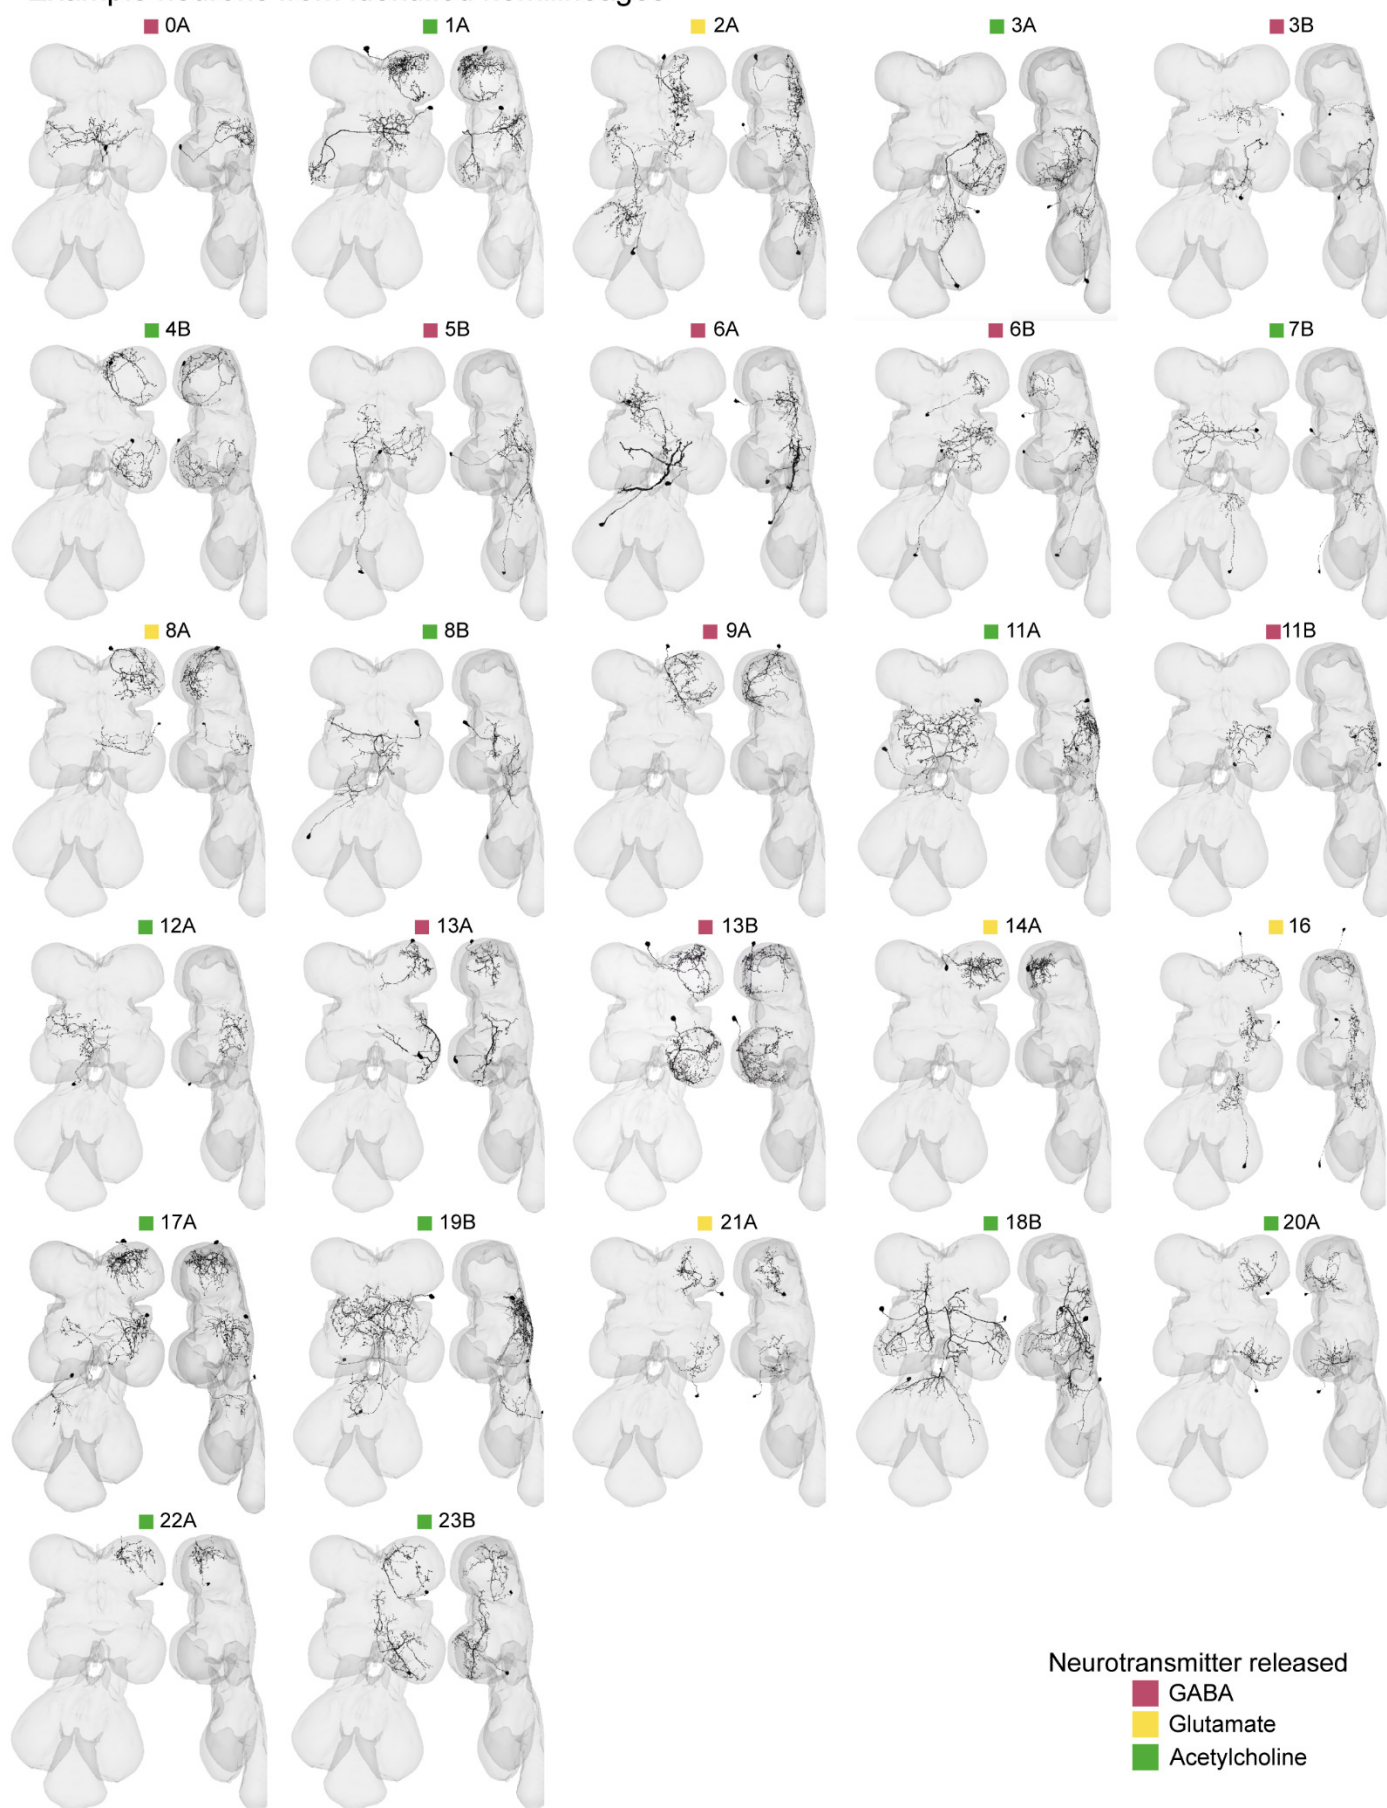 0A 1A 2A 3A 3B
4B 5B 6A 6B 7B
8A 8B 9A 11A 11B
12A 13A 13B 14A 16
17A 19B 21A 18B 20A
22A 23B
Neurotransmitter released
GABA
Glutamate
Acetylcholine